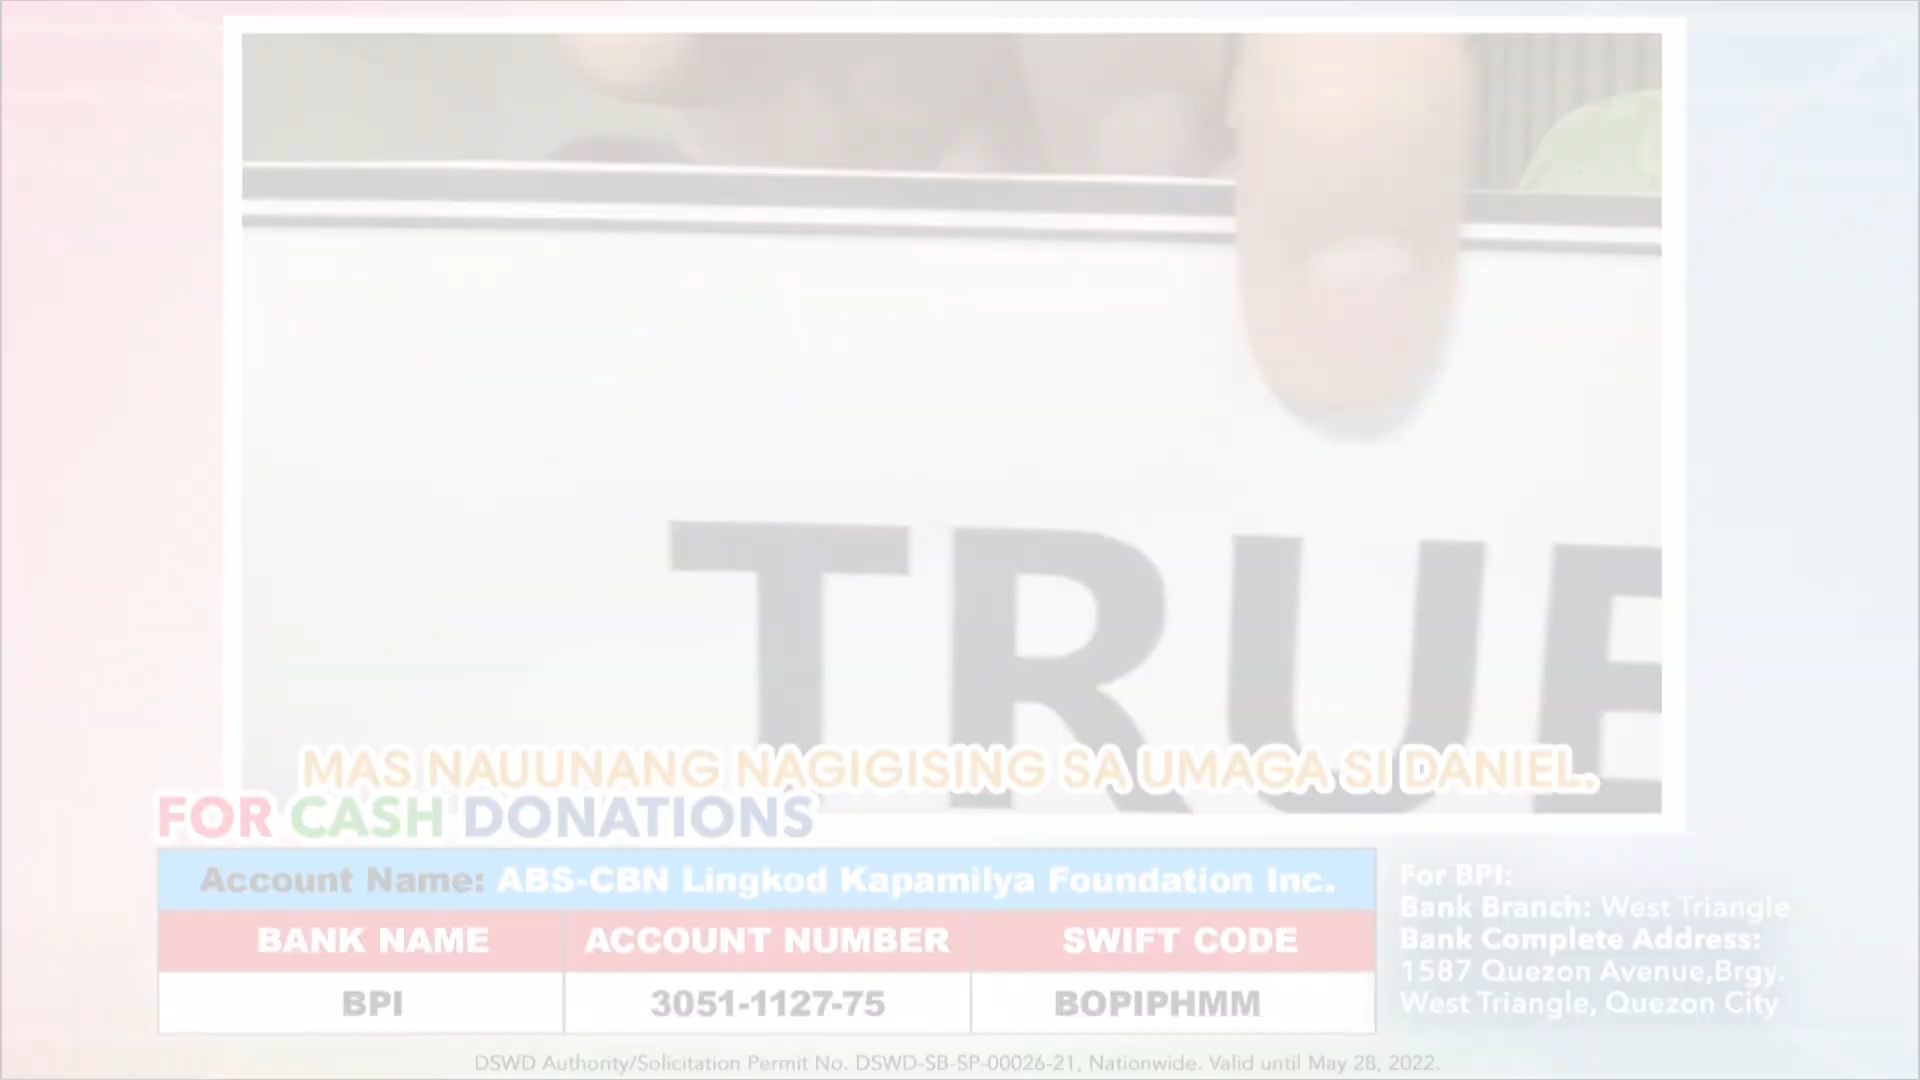 TRUE
MAS NAUUNANG NAGIGISING SA UMAGA SI DANIEL.
FOR CASH DONATIONS
Account Name: ABS-CBN Lingkod Kapamilya Foundation Inc.
BANK NAME ACCOUNT NUMBER SWIFT CODE
BPI 3051-1127-75 BOPIPHMM
For BPI:
Bank Branch: West Triangle
Bank Complete Address:
1587 Quezon Avenue,Brgy.
West Triangle, Quezon City
DSWD Authority/Solicitation Permit No. DSWD-SB-SP-00026-21, Nationwide. Valid until May 28, 2022.